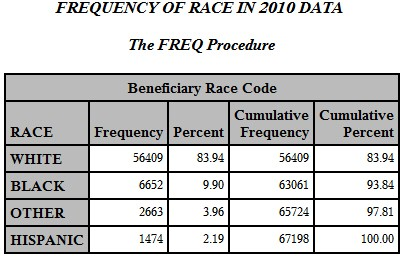 FREQUENCY OF RACE IN 2010 DATA
The FREQ Procedure
Beneficiary Race Code
RACE Frequency Percent Cumulative Frequency Cumulative Percent
WHITE 56409 83.94 56409 83.94
BLACK 6652 9.90 63061 93.84
OTHER 2663 3.96 65724 97.81
HISPANIC 1474 2.19 67198 100.00